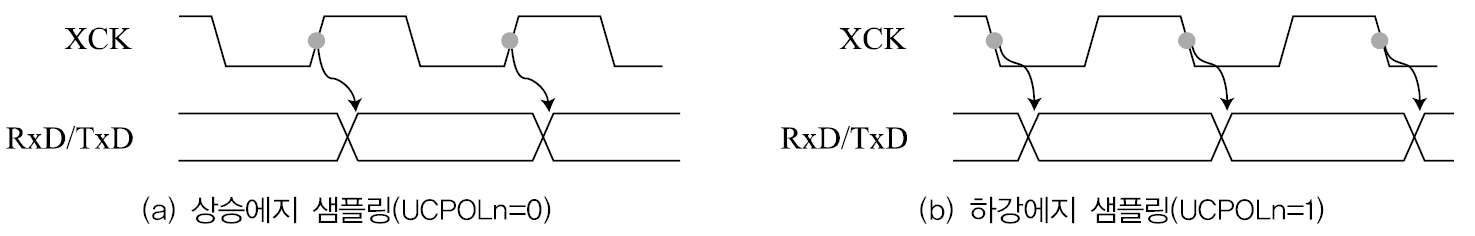 XCK
RxD/TxD
(a) 상승에지 샘플링(UCPOLn=0)
XCK
RxD/TxD
(b) 하강에지 샘플링(UCPOLn=1)